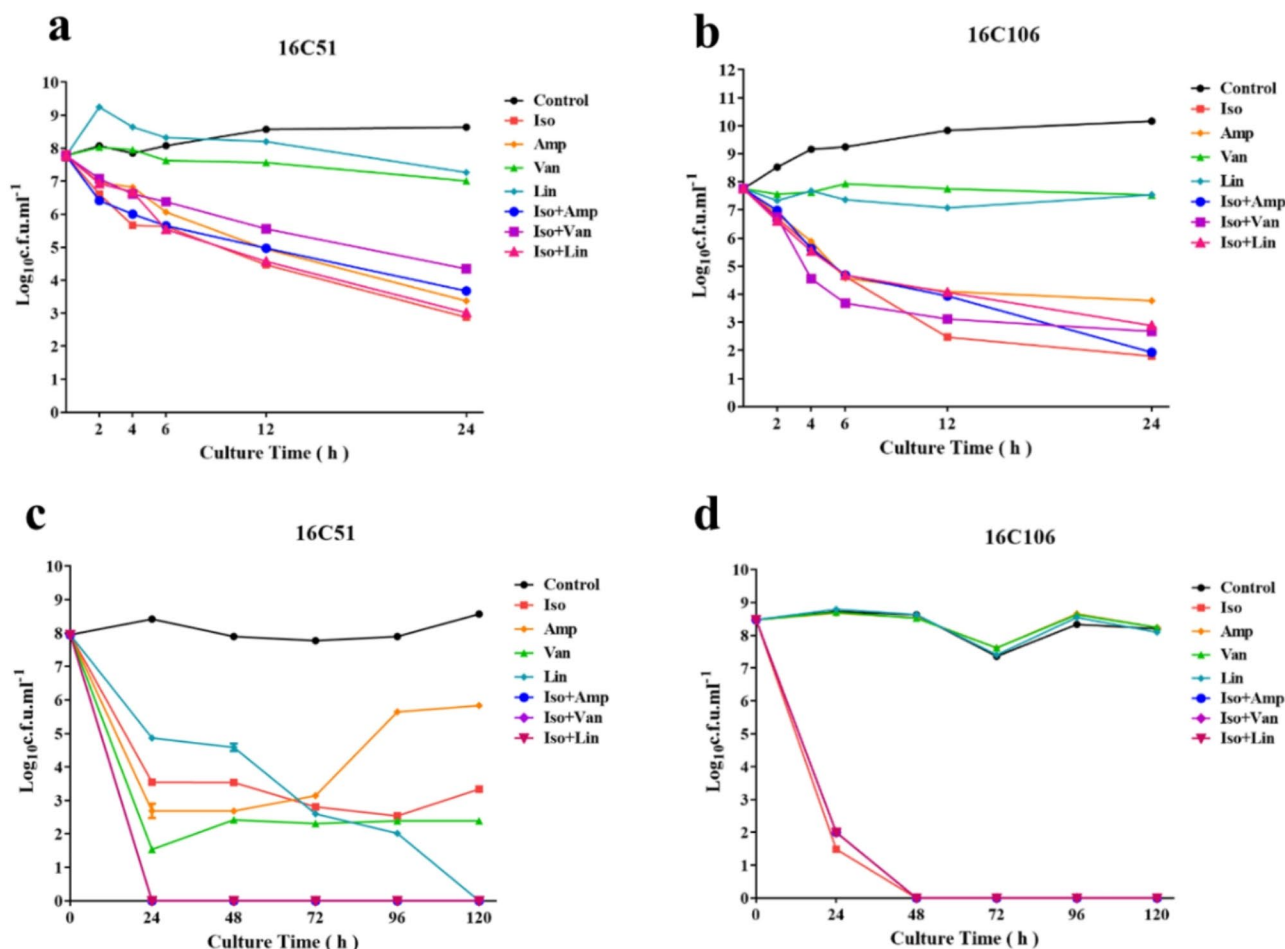 a
16C51
10
9
8
7
6
5
4
3
2
1
0
2 4 6 12 24
Log₁₀c.f.u.ml⁻¹
Culture Time ( h )
Control
Iso
Amp
Van
Lin
Iso+Amp
Iso+Van
Iso+Lin
b
16C106
12
11
10
9
8
7
6
5
4
3
2
1
0
2 4 6 12 24
Log₁₀c.f.u.ml⁻¹
Culture Time ( h )
Control
Iso
Amp
Van
Lin
Iso+Amp
Iso+Van
Iso+Lin
c
16C51
10
9
8
7
6
5
4
3
2
1
0
0 24 48 72 96 120
Log₁₀c.f.u.ml⁻¹
Culture Time ( h )
Control
Iso
Amp
Van
Lin
Iso+Amp
Iso+Van
Iso+Lin
d
16C106
10
9
8
7
6
5
4
3
2
1
0
0 24 48 72 96 120
Log₁₀c.f.u.ml⁻¹
Culture Time ( h )
Control
Iso
Amp
Van
Lin
Iso+Amp
Iso+Van
Iso+Lin